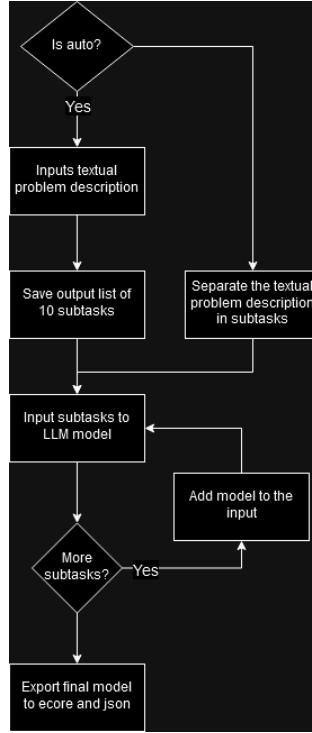 Is auto?
Yes
Inputs textual
problem description
Save output list of
10 subtasks
Separate the textual
problem description
in subtasks
Input subtasks to
LLM model
Add model to the
input
More
subtasks?
Yes
Export final model
to ecore and json